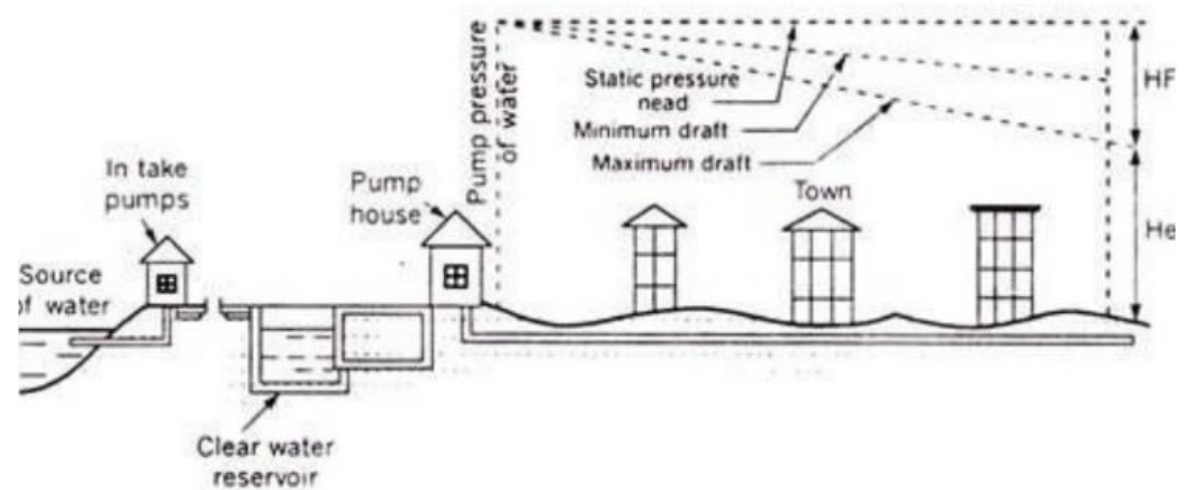 Pump pressure
of water
Static pressure
nead
Minimum draft
Maximum draft
HF
In take
pumps
Pump
house
Town
He
Source
of water
Clear water
reservoir